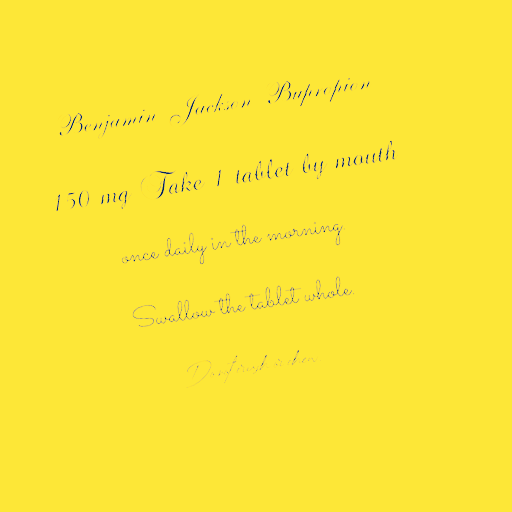 Benjamin Jackson Bupropion
150 mg Take 1 tablet by mouth
once daily in the morning.
Swallow the tablet whole.